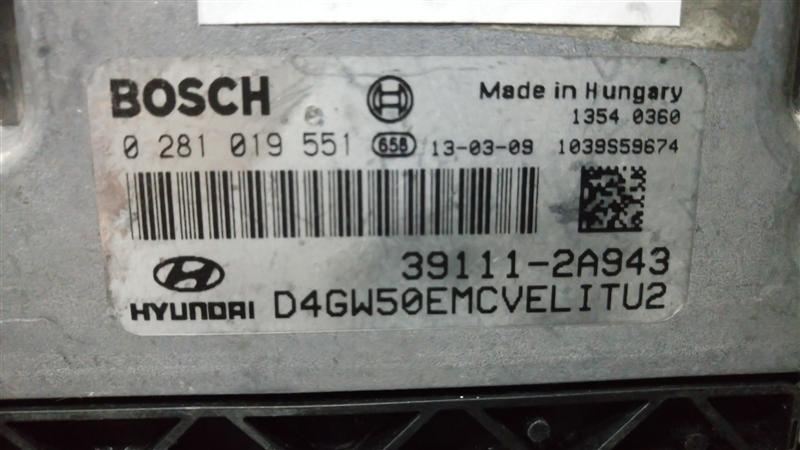 BOSCH
Made in Hungary
1354 0360
0 281 019 551 658 13-03-09 1039S59674
39111-2A943
HYUNDAI D4GW50EMCVELITU2